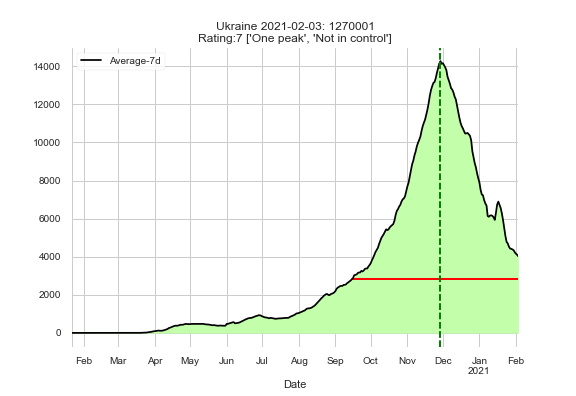 Ukraine 2021-02-03: 1270001
Rating:7 ['One peak', 'Not in control']
Average-7d
14000
12000
10000
8000
6000
4000
2000
0
Feb Mar Apr May Jun Jul Aug Sep Oct Nov Dec Jan Feb
2021
Date